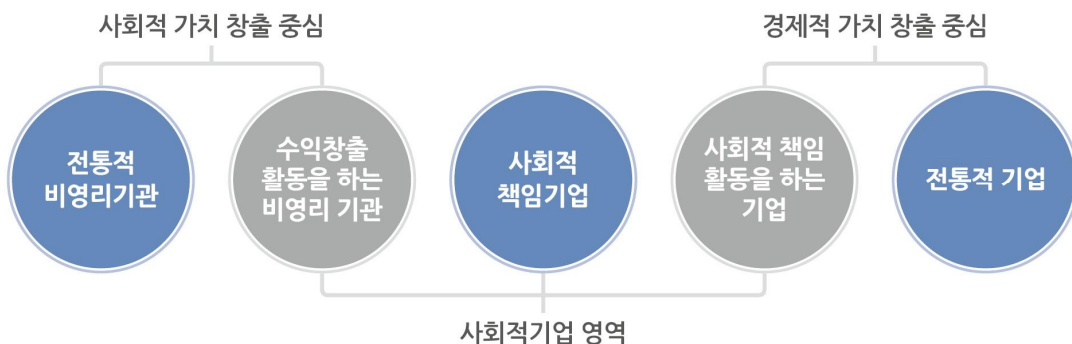 사회적 가치 창출 중심
경제적 가치 창출 중심
전통적
비영리기관
수익창출
활동을 하는
비영리 기관
사회적
책임기업
사회적 책임
활동을 하는
기업
전통적 기업
사회적기업 영역